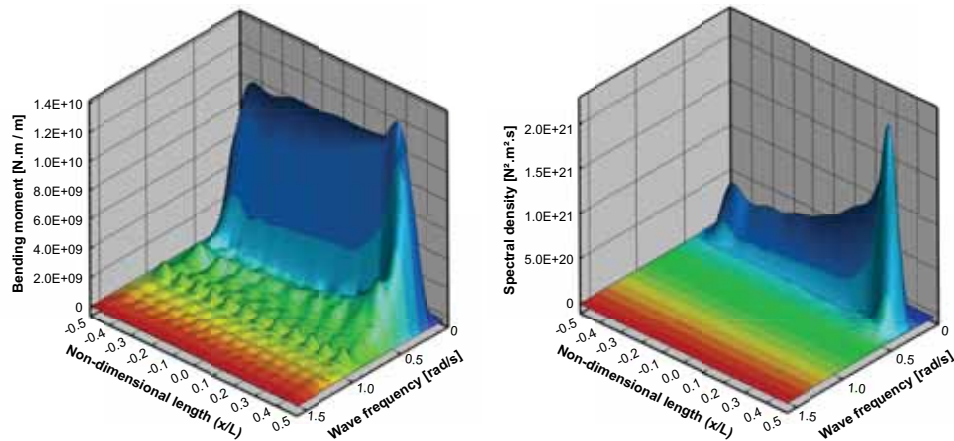 1.4E+10
1.2E+10
1.0E+10
8.0E+09
6.0E+09
4.0E+09
2.0E+09
0
Bending moment [N.m / m]
-0.5
-0.4
-0.3
-0.2
-0.1
0.0
0.1
0.2
0.3
0.4
0.5
Non-dimensional length (x/L)
1.5
1.0
0.5
0
Wave frequency [rad/s]
2.0E+21
1.5E+21
1.0E+21
5.0E+20
0
Spectral density [N².m².s]
-0.5
-0.4
-0.3
-0.2
-0.1
0.0
0.1
0.2
0.3
0.4
0.5
Non-dimensional length (x/L)
1.5
1.0
0.5
0
Wave frequency [rad/s]